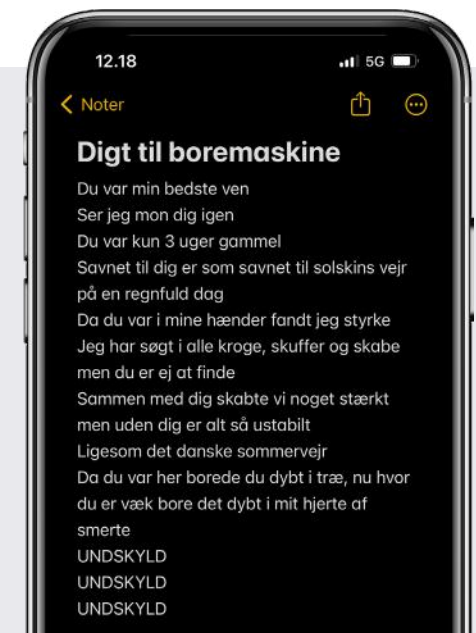 12.18
5G
Noter
Digt til boremaskine
Du var min bedste ven
Ser jeg mon dig igen
Du var kun 3 uger gammel
Savnet til dig er som savnet til solskins vejr
på en regnfuld dag
Da du var i mine hænder fandt jeg styrke
Jeg har søgt i alle kroge, skuffer og skabe
men du er ej at finde
Sammen med dig skabte vi noget stærkt
men uden dig er alt så ustabilt
Ligesom det danske sommervejr
Da du var her borede du dybt i træ, nu hvor
du er væk bore det dybt i mit hjerte af
smerte
UNDSKYLD
UNDSKYLD
UNDSKYLD